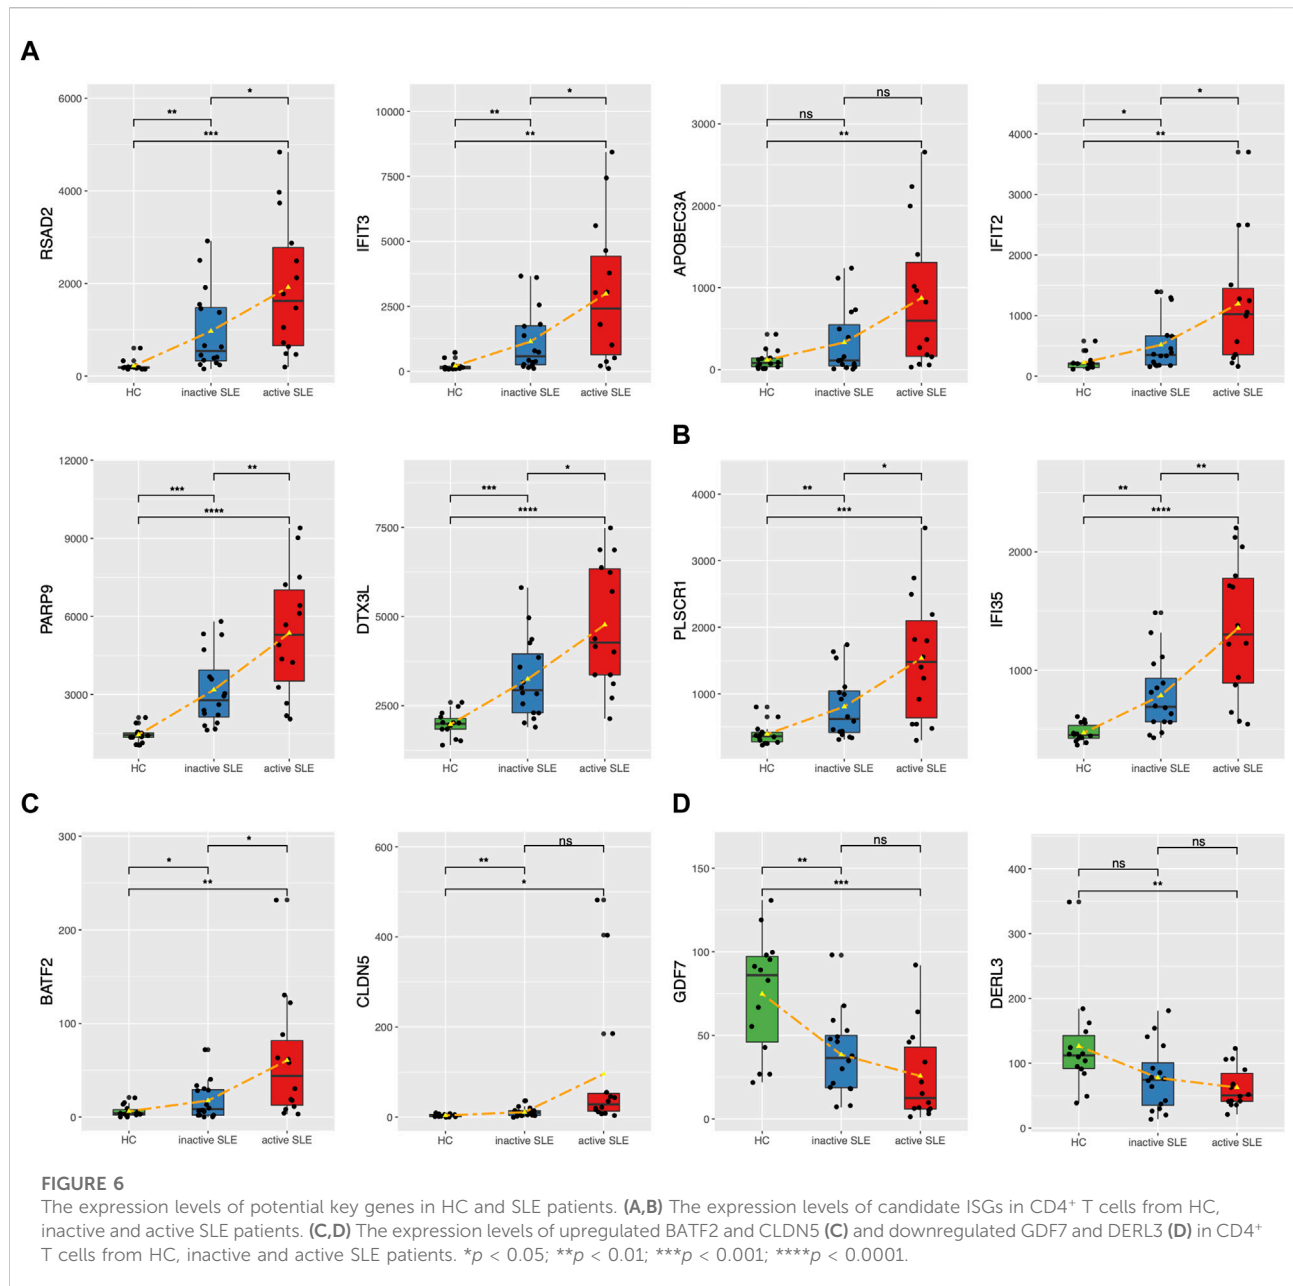 A
RSAD2
6000
4000
2000
0
**
*
***
HC
inactive SLE
active SLE
IFIT3
10000
7500
5000
2500
0
**
*
**
HC
inactive SLE
active SLE
APOBEC3A
3000
2000
1000
0
ns
ns
**
HC
inactive SLE
active SLE
IFIT2
4000
3000
2000
1000
0
*
*
**
HC
inactive SLE
active SLE
PARP9
12000
9000
6000
3000
***
**
****
HC
inactive SLE
active SLE
DTX3L
7500
5000
2500
***
*
****
HC
inactive SLE
active SLE
B
PLSCR1
4000
3000
2000
1000
**
*
***
HC
inactive SLE
active SLE
IFI35
2000
1000
**
**
****
HC
inactive SLE
active SLE
C
BATF2
300
200
100
0
*
*
**
HC
inactive SLE
active SLE
CLDN5
600
400
200
0
**
ns
*
HC
inactive SLE
active SLE
D
GDF7
150
100
50
0
**
ns
***
HC
inactive SLE
active SLE
DERL3
400
300
200
100
0
ns
ns
**
HC
inactive SLE
active SLE
FIGURE 6
The expression levels of potential key genes in HC and SLE patients. (A,B) The expression levels of candidate ISGs in CD4⁺ T cells from HC,
inactive and active SLE patients. (C,D) The expression levels of upregulated BATF2 and CLDN5 (C) and downregulated GDF7 and DERL3 (D) in CD4⁺
T cells from HC, inactive and active SLE patients. *p < 0.05; **p < 0.01; ***p < 0.001; ****p < 0.0001.